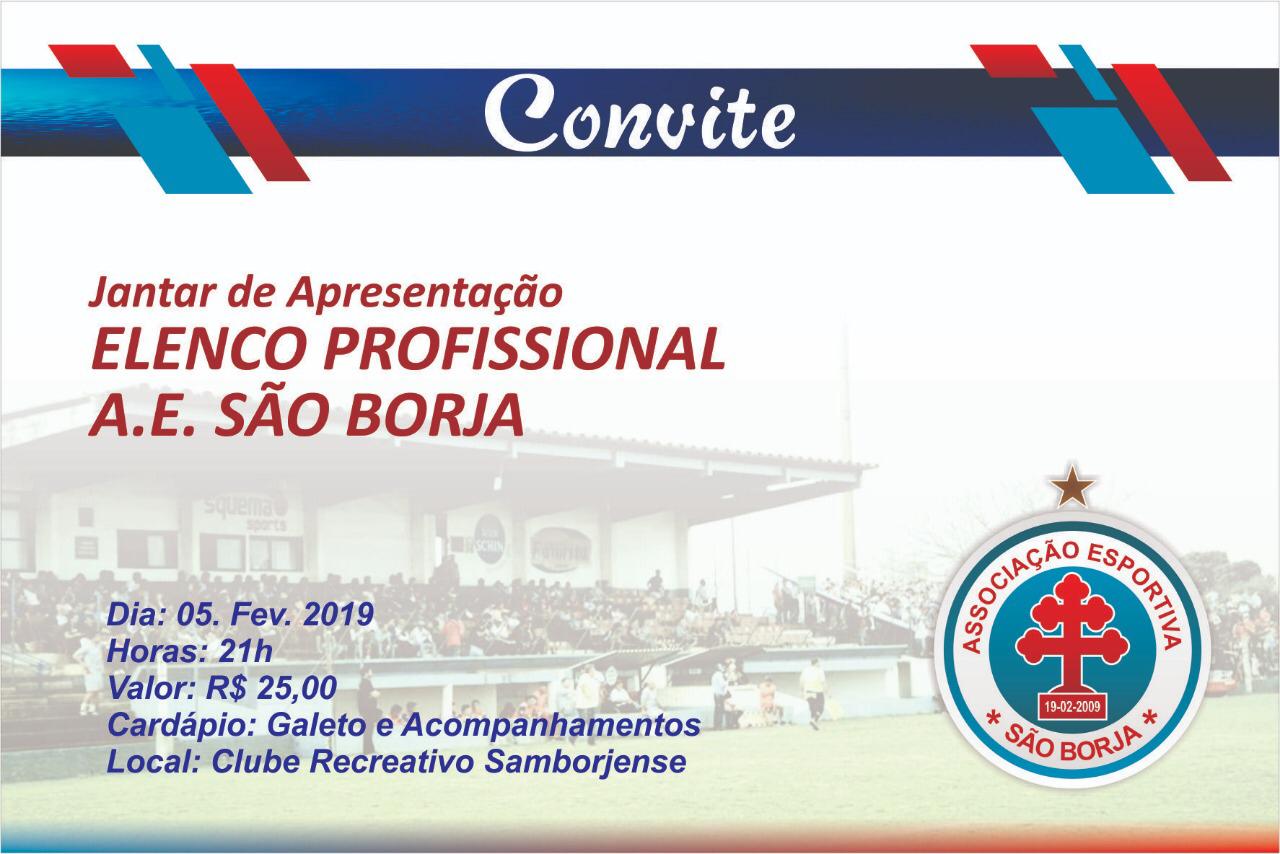 Convite
Jantar de Apresentação
ELENCO PROFISSIONAL
A.E. SÃO BORJA
squema
sports
SCHIN
Dia: 05. Fev. 2019
Horas: 21h
Valor: R$ 25,00
Cardápio: Galeto e Acompanhamentos
Local: Clube Recreativo Samborjense
ASSOCIAÇÃO ESPORTIVA
19-02-2009
* SÃO BORJA *